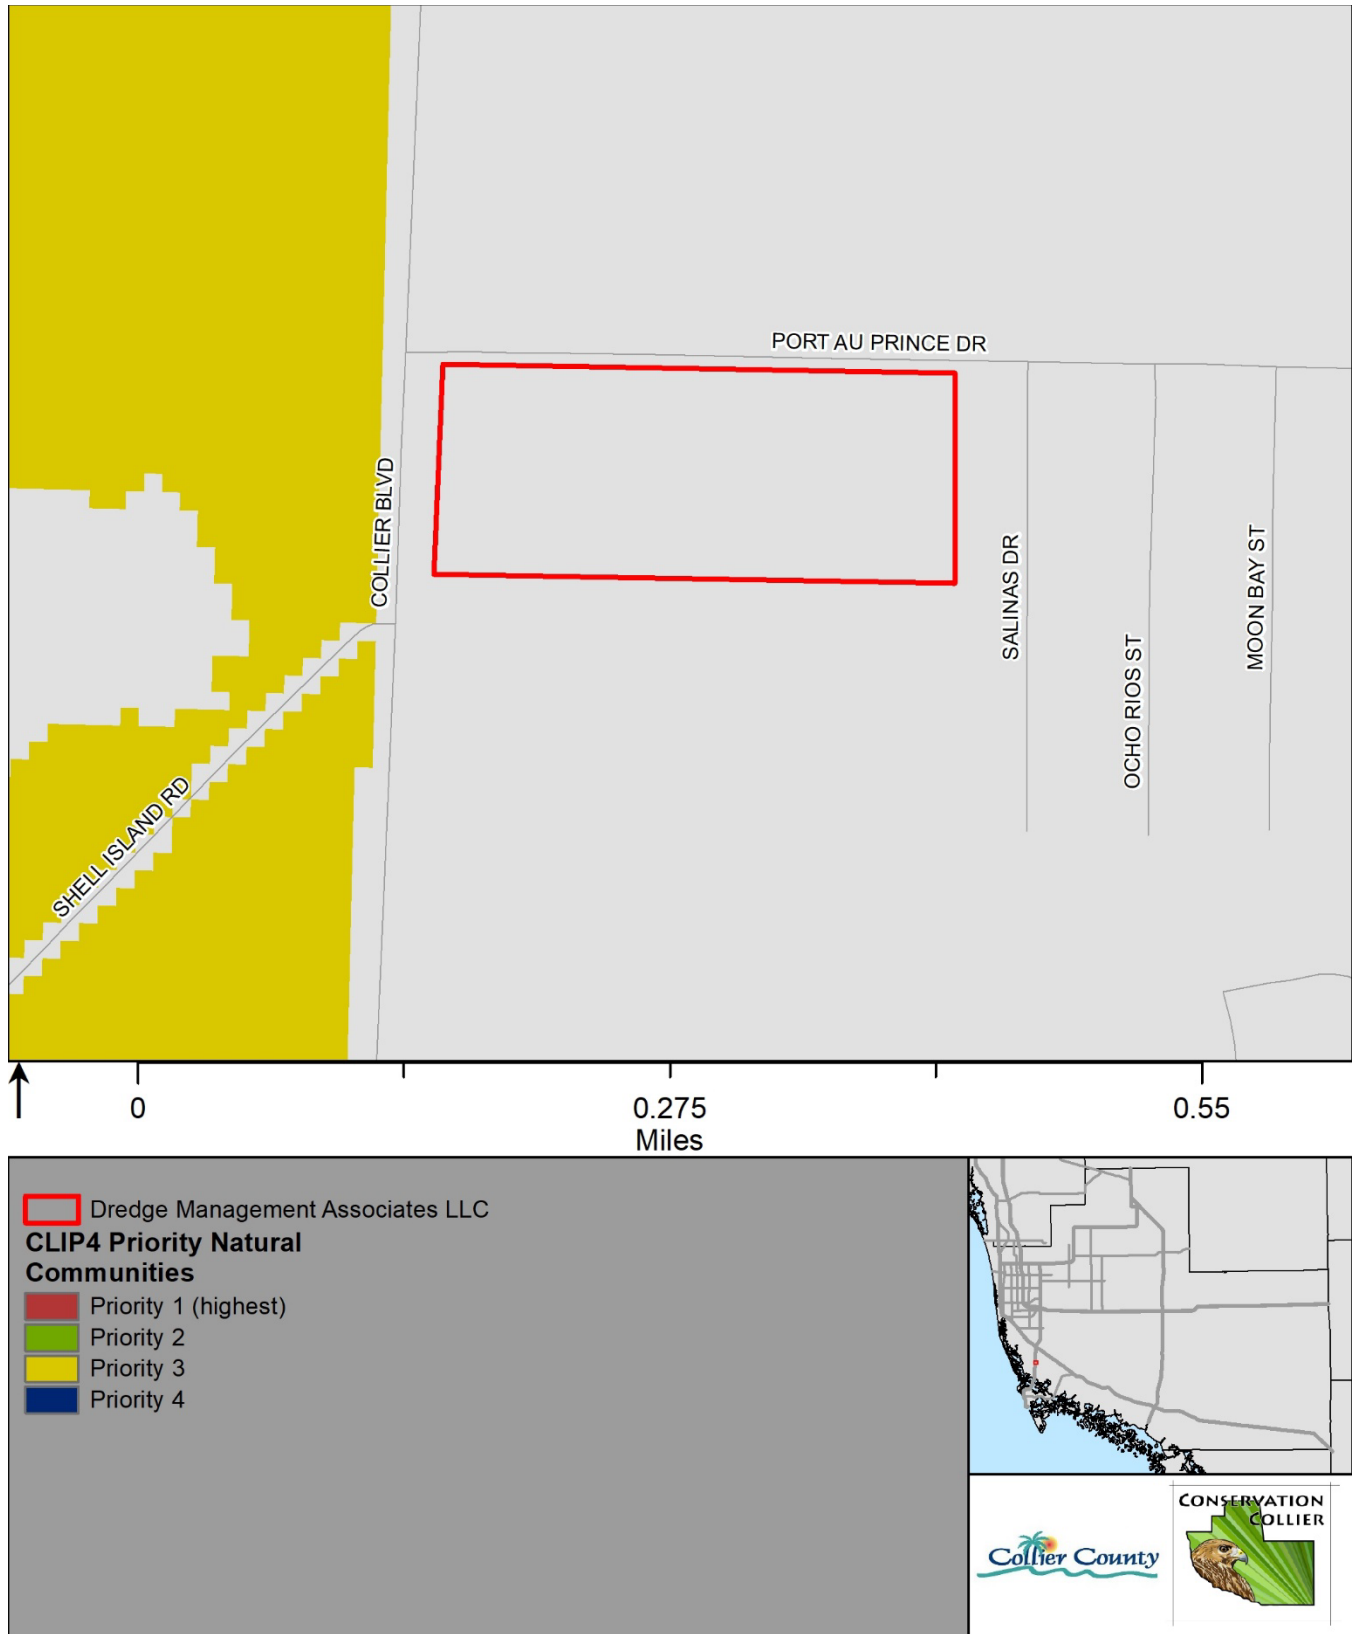 PORT AU PRINCE DR
COLLIER BLVD
SALINAS DR
OCHO RIOS ST
MOON BAY ST
SHELL ISLAND RD
0
0.275
0.55
Miles
Dredge Management Associates LLC
CLIP4 Priority Natural
Communities
Priority 1 (highest)
Priority 2
Priority 3
Priority 4
CONSERVATION
COLLIER
Collier County